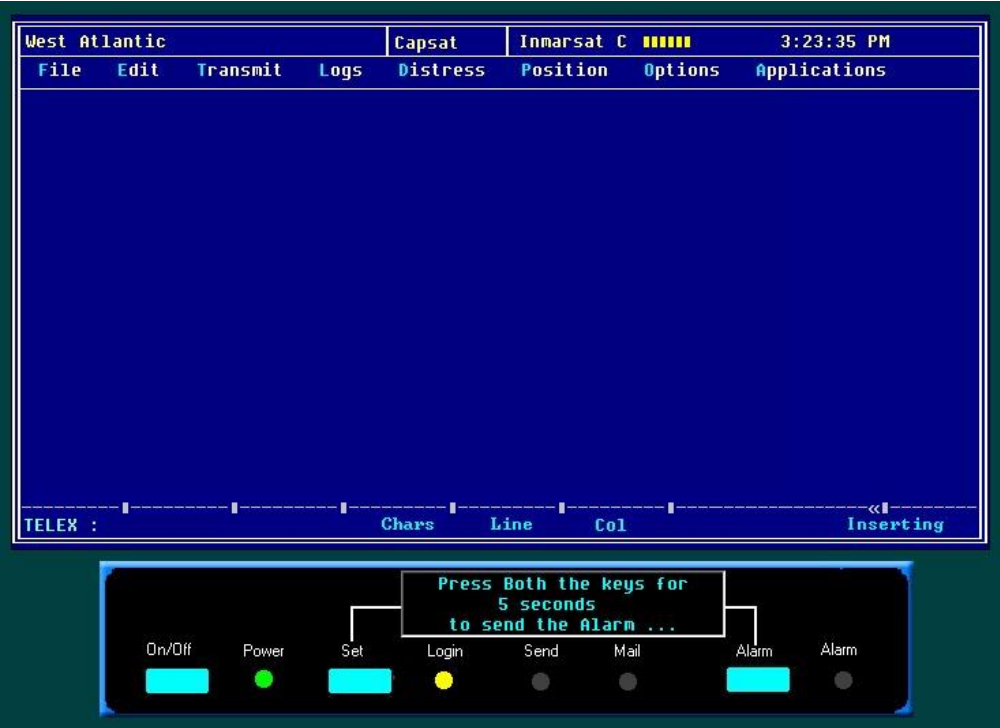 West Atlantic Capsat Inmarsat C 3:23:35 PM
File Edit Transmit Logs Distress Position Options Applications
TELEX : Chars Line Col Inserting
Press Both the keys for
5 seconds
to send the Alarm ...
On/Off Power Set Login Send Mail Alarm Alarm